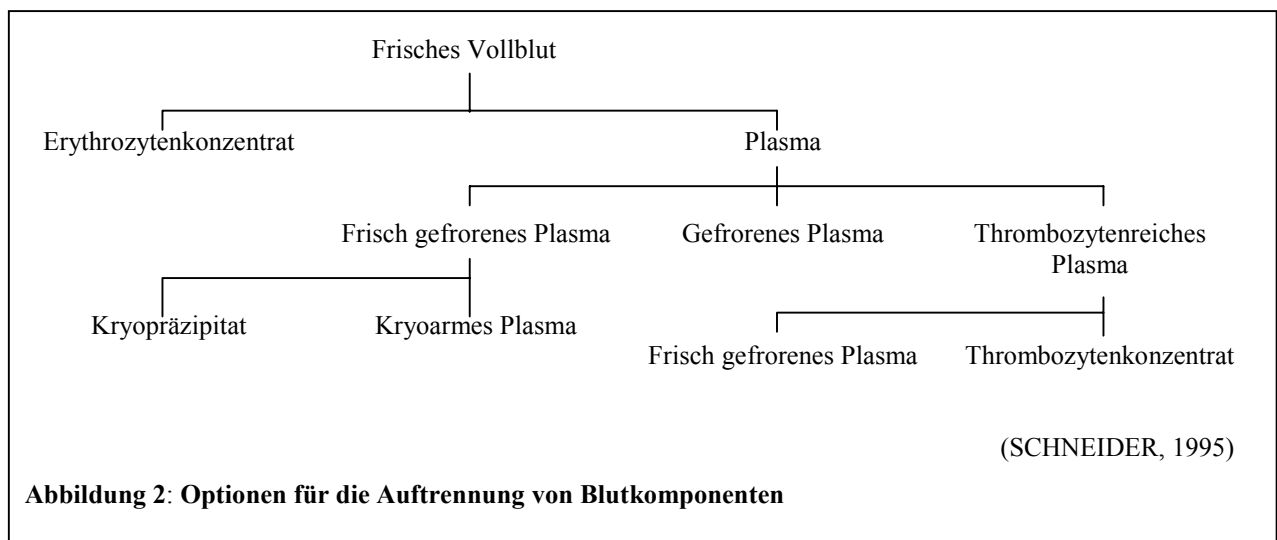 Frisches Vollblut
Erythrozytenkonzentrat Plasma
Frisch gefrorenes Plasma Gefrorenes Plasma Thrombozytenreiches
Plasma
Kryopräzipitat Kryoarmes Plasma
Frisch gefrorenes Plasma Thrombozytenkonzentrat
(SCHNEIDER, 1995)
Abbildung 2: Optionen für die Auftrennung von Blutkomponenten